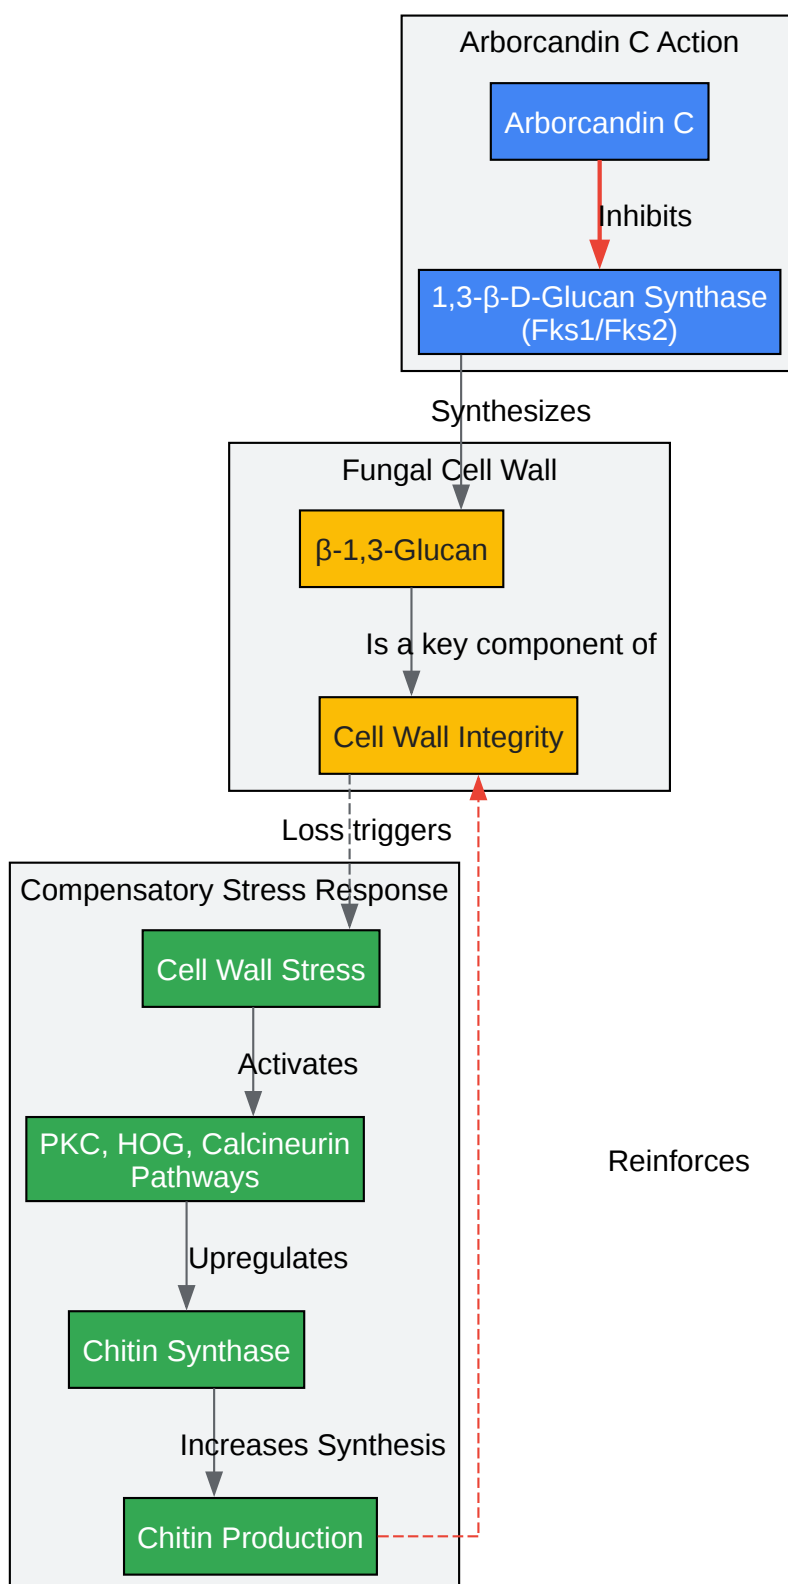 Arborcandin C Action
Arborcandin C
Inhibits
1,3-β-D-Glucan Synthase
(Fks1/Fks2)
Synthesizes
Fungal Cell Wall
β-1,3-Glucan
Is a key component of
Cell Wall Integrity
Loss triggers
Compensatory Stress Response
Cell Wall Stress
Activates
PKC, HOG, Calcineurin
Pathways
Reinforces
Upregulates
Chitin Synthase
Increases Synthesis
Chitin Production